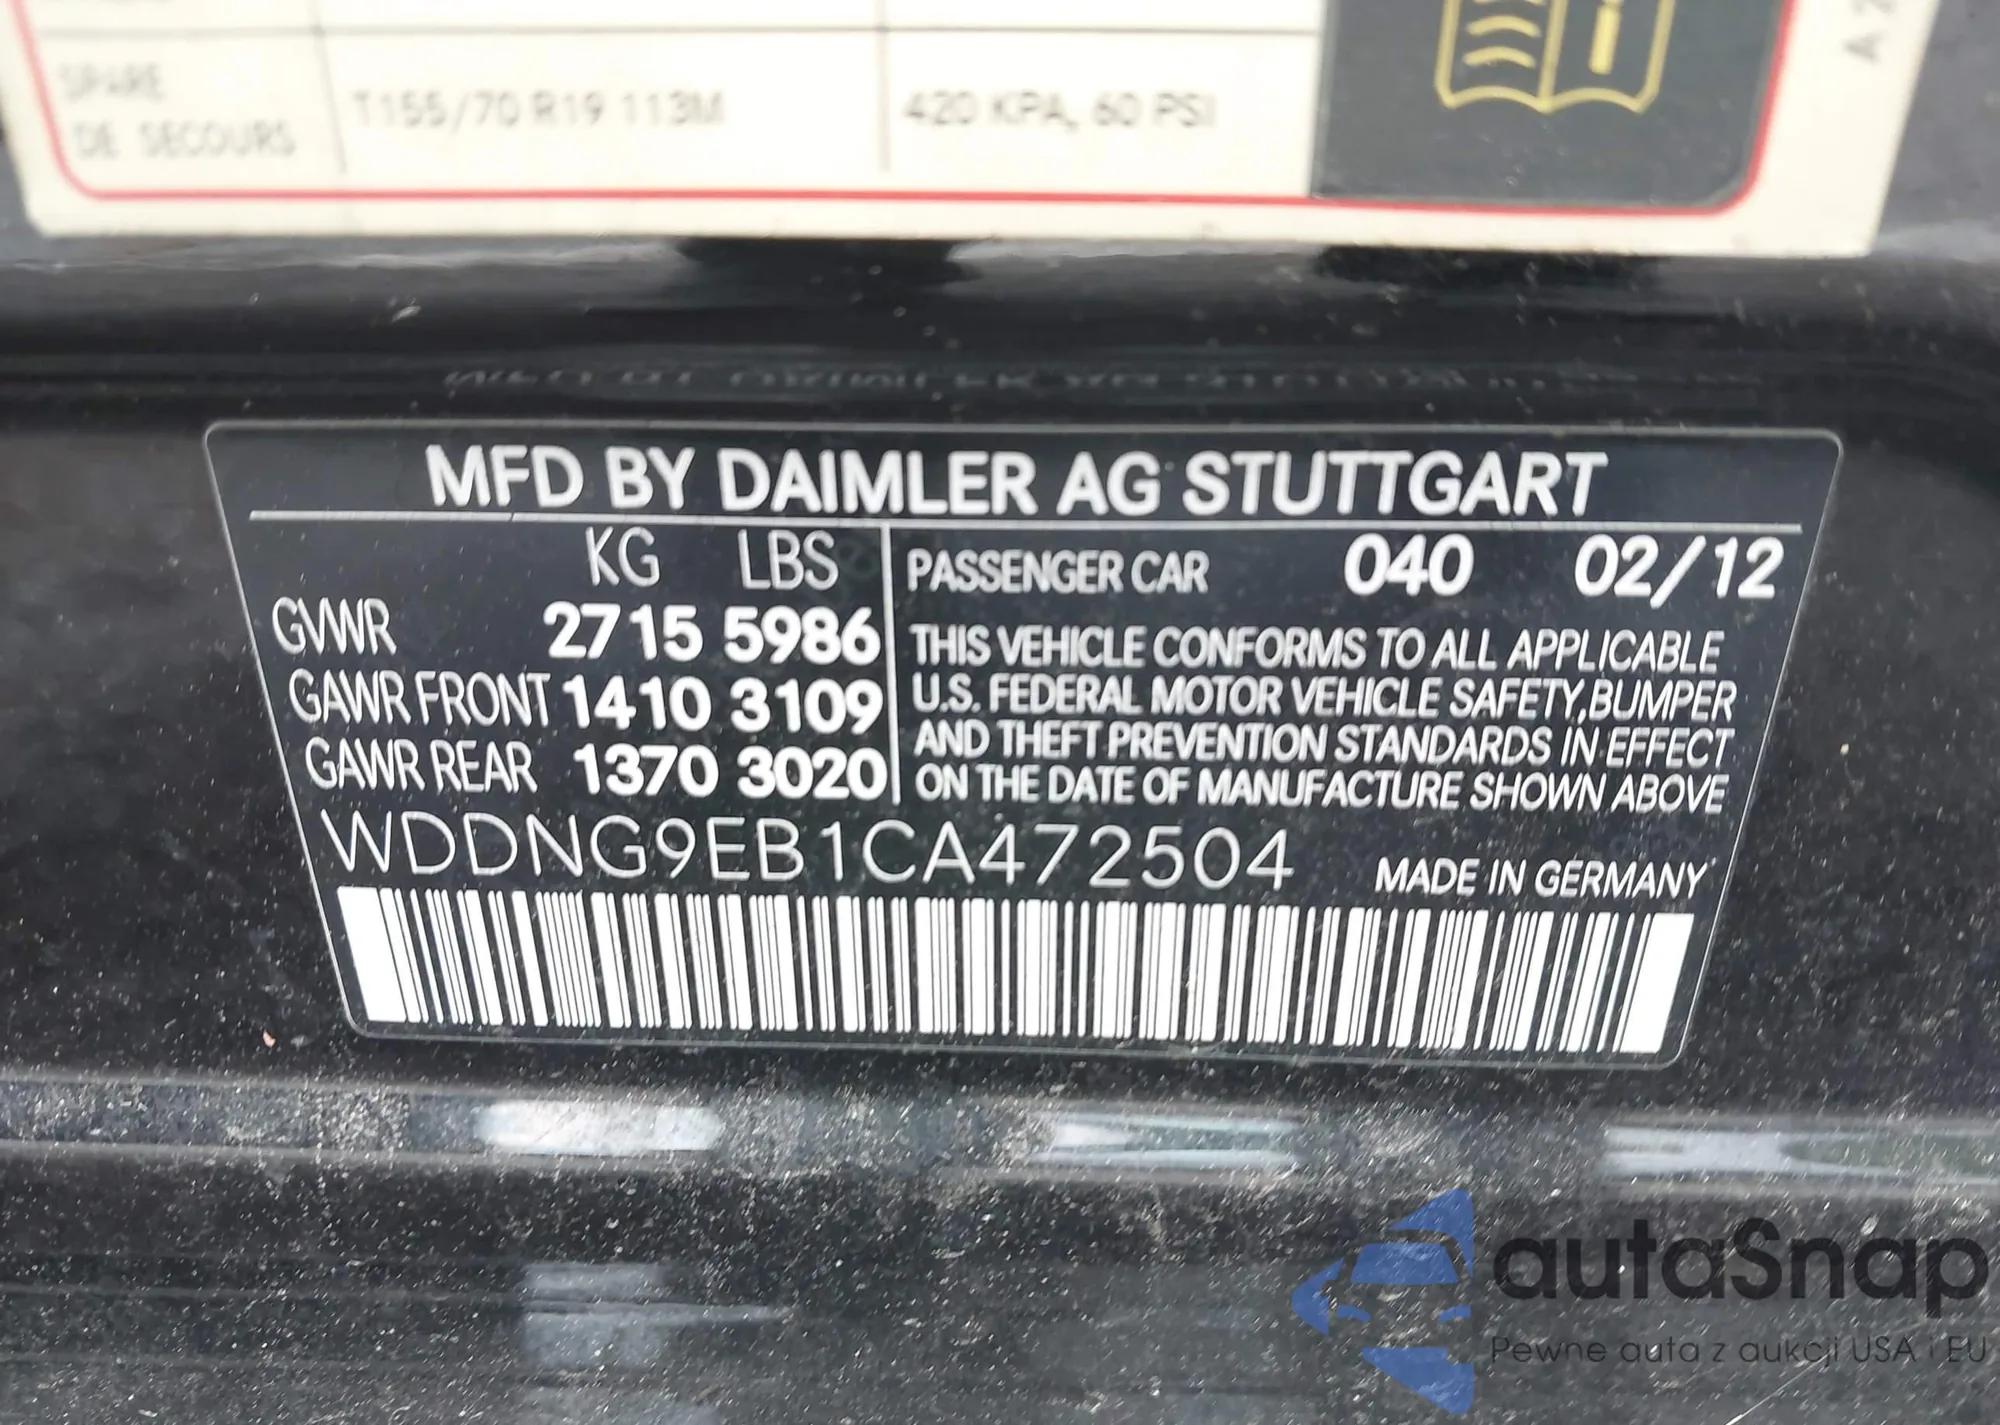 SPARE
DE SECOURS
T155/70 R19 113M
420 KPA, 60 PSI
A 2
MFD BY DAIMLER AG STUTTGART
KG LBS
GVWR 2715 5986
GAWR FRONT 1410 3109
GAWR REAR 1370 3020
PASSENGER CAR 040 02/12
THIS VEHICLE CONFORMS TO ALL APPLICABLE
U.S. FEDERAL MOTOR VEHICLE SAFETY, BUMPER
AND THEFT PREVENTION STANDARDS IN EFFECT
ON THE DATE OF MANUFACTURE SHOWN ABOVE
WDDNG9EB1CA472504
MADE IN GERMANY
autaSnap
Pewne auta z aukcji USA i EU